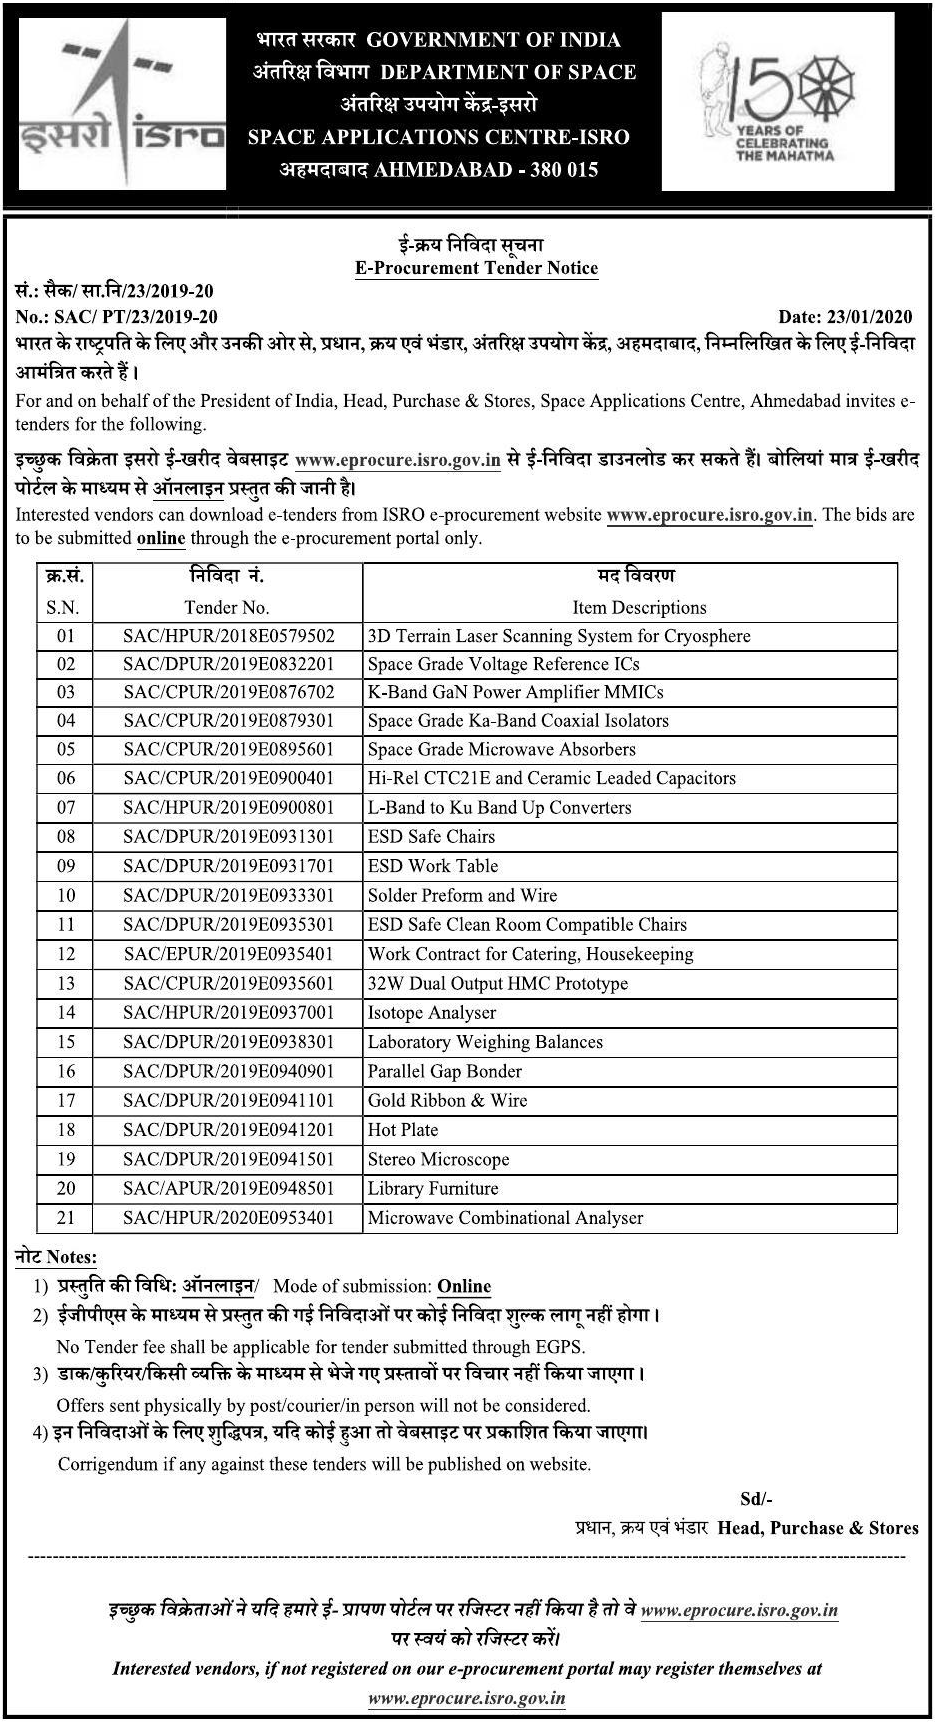 इसरो isro
भारत सरकार GOVERNMENT OF INDIA
अंतरिक्ष विभाग DEPARTMENT OF SPACE
अंतरिक्ष उपयोग केंद्र-इसरो
SPACE APPLICATIONS CENTRE-ISRO
अहमदाबाद AHMEDABAD - 380 015
150
YEARS OF
CELEBRATING
THE MAHATMA
ई-क्रय निविदा सूचना
E-Procurement Tender Notice
सं.: सैक/ सा.नि/23/2019-20
No.: SAC/ PT/23/2019-20 Date: 23/01/2020
भारत के राष्ट्रपति के लिए और उनकी ओर से, प्रधान, क्रय एवं भंडार, अंतरिक्ष उपयोग केंद्र, अहमदाबाद, निम्नलिखित के लिए ई-निविदा
आमंत्रित करते हैं ।
For and on behalf of the President of India, Head, Purchase & Stores, Space Applications Centre, Ahmedabad invites e-
tenders for the following.
इच्छुक विक्रेता इसरो ई-खरीद वेबसाइट www.eprocure.isro.gov.in से ई-निविदा डाउनलोड कर सकते हैं। बोलियां मात्र ई-खरीद
पोर्टल के माध्यम से ऑनलाइन प्रस्तुत की जानी है।
Interested vendors can download e-tenders from ISRO e-procurement website www.eprocure.isro.gov.in. The bids are
to be submitted online through the e-procurement portal only.
क्र.सं. निविदा नं. मद विवरण
S.N. Tender No. Item Descriptions
01 SAC/HPUR/2018E0579502 3D Terrain Laser Scanning System for Cryosphere
02 SAC/DPUR/2019E0832201 Space Grade Voltage Reference ICs
03 SAC/CPUR/2019E0876702 K-Band GaN Power Amplifier MMICs
04 SAC/CPUR/2019E0879301 Space Grade Ka-Band Coaxial Isolators
05 SAC/CPUR/2019E0895601 Space Grade Microwave Absorbers
06 SAC/CPUR/2019E0900401 Hi-Rel CTC21E and Ceramic Leaded Capacitors
07 SAC/HPUR/2019E0900801 L-Band to Ku Band Up Converters
08 SAC/DPUR/2019E0931301 ESD Safe Chairs
09 SAC/DPUR/2019E0931701 ESD Work Table
10 SAC/DPUR/2019E0933301 Solder Preform and Wire
11 SAC/DPUR/2019E0935301 ESD Safe Clean Room Compatible Chairs
12 SAC/EPUR/2019E0935401 Work Contract for Catering, Housekeeping
13 SAC/CPUR/2019E0935601 32W Dual Output HMC Prototype
14 SAC/HPUR/2019E0937001 Isotope Analyser
15 SAC/DPUR/2019E0938301 Laboratory Weighing Balances
16 SAC/DPUR/2019E0940901 Parallel Gap Bonder
17 SAC/DPUR/2019E0941101 Gold Ribbon & Wire
18 SAC/DPUR/2019E0941201 Hot Plate
19 SAC/DPUR/2019E0941501 Stereo Microscope
20 SAC/APUR/2019E0948501 Library Furniture
21 SAC/HPUR/2020E0953401 Microwave Combinational Analyser
नोट Notes:
1) प्रस्तुति की विधि: ऑनलाइन/ Mode of submission: Online
2) ईजीपीएस के माध्यम से प्रस्तुत की गई निविदाओं पर कोई निविदा शुल्क लागू नहीं होगा ।
No Tender fee shall be applicable for tender submitted through EGPS.
3) डाक/कुरियर/किसी व्यक्ति के माध्यम से भेजे गए प्रस्तावों पर विचार नहीं किया जाएगा ।
Offers sent physically by post/courier/in person will not be considered.
4) इन निविदाओं के लिए शुद्धिपत्र, यदि कोई हुआ तो वेबसाइट पर प्रकाशित किया जाएगा।
Corrigendum if any against these tenders will be published on website.
Sd/-
प्रधान, क्रय एवं भंडार Head, Purchase & Stores
इच्छुक विक्रेताओं ने यदि हमारे ई- प्रापण पोर्टल पर रजिस्टर नहीं किया है तो वे www.eprocure.isro.gov.in
पर स्वयं को रजिस्टर करें।
Interested vendors, if not registered on our e-procurement portal may register themselves at
www.eprocure.isro.gov.in